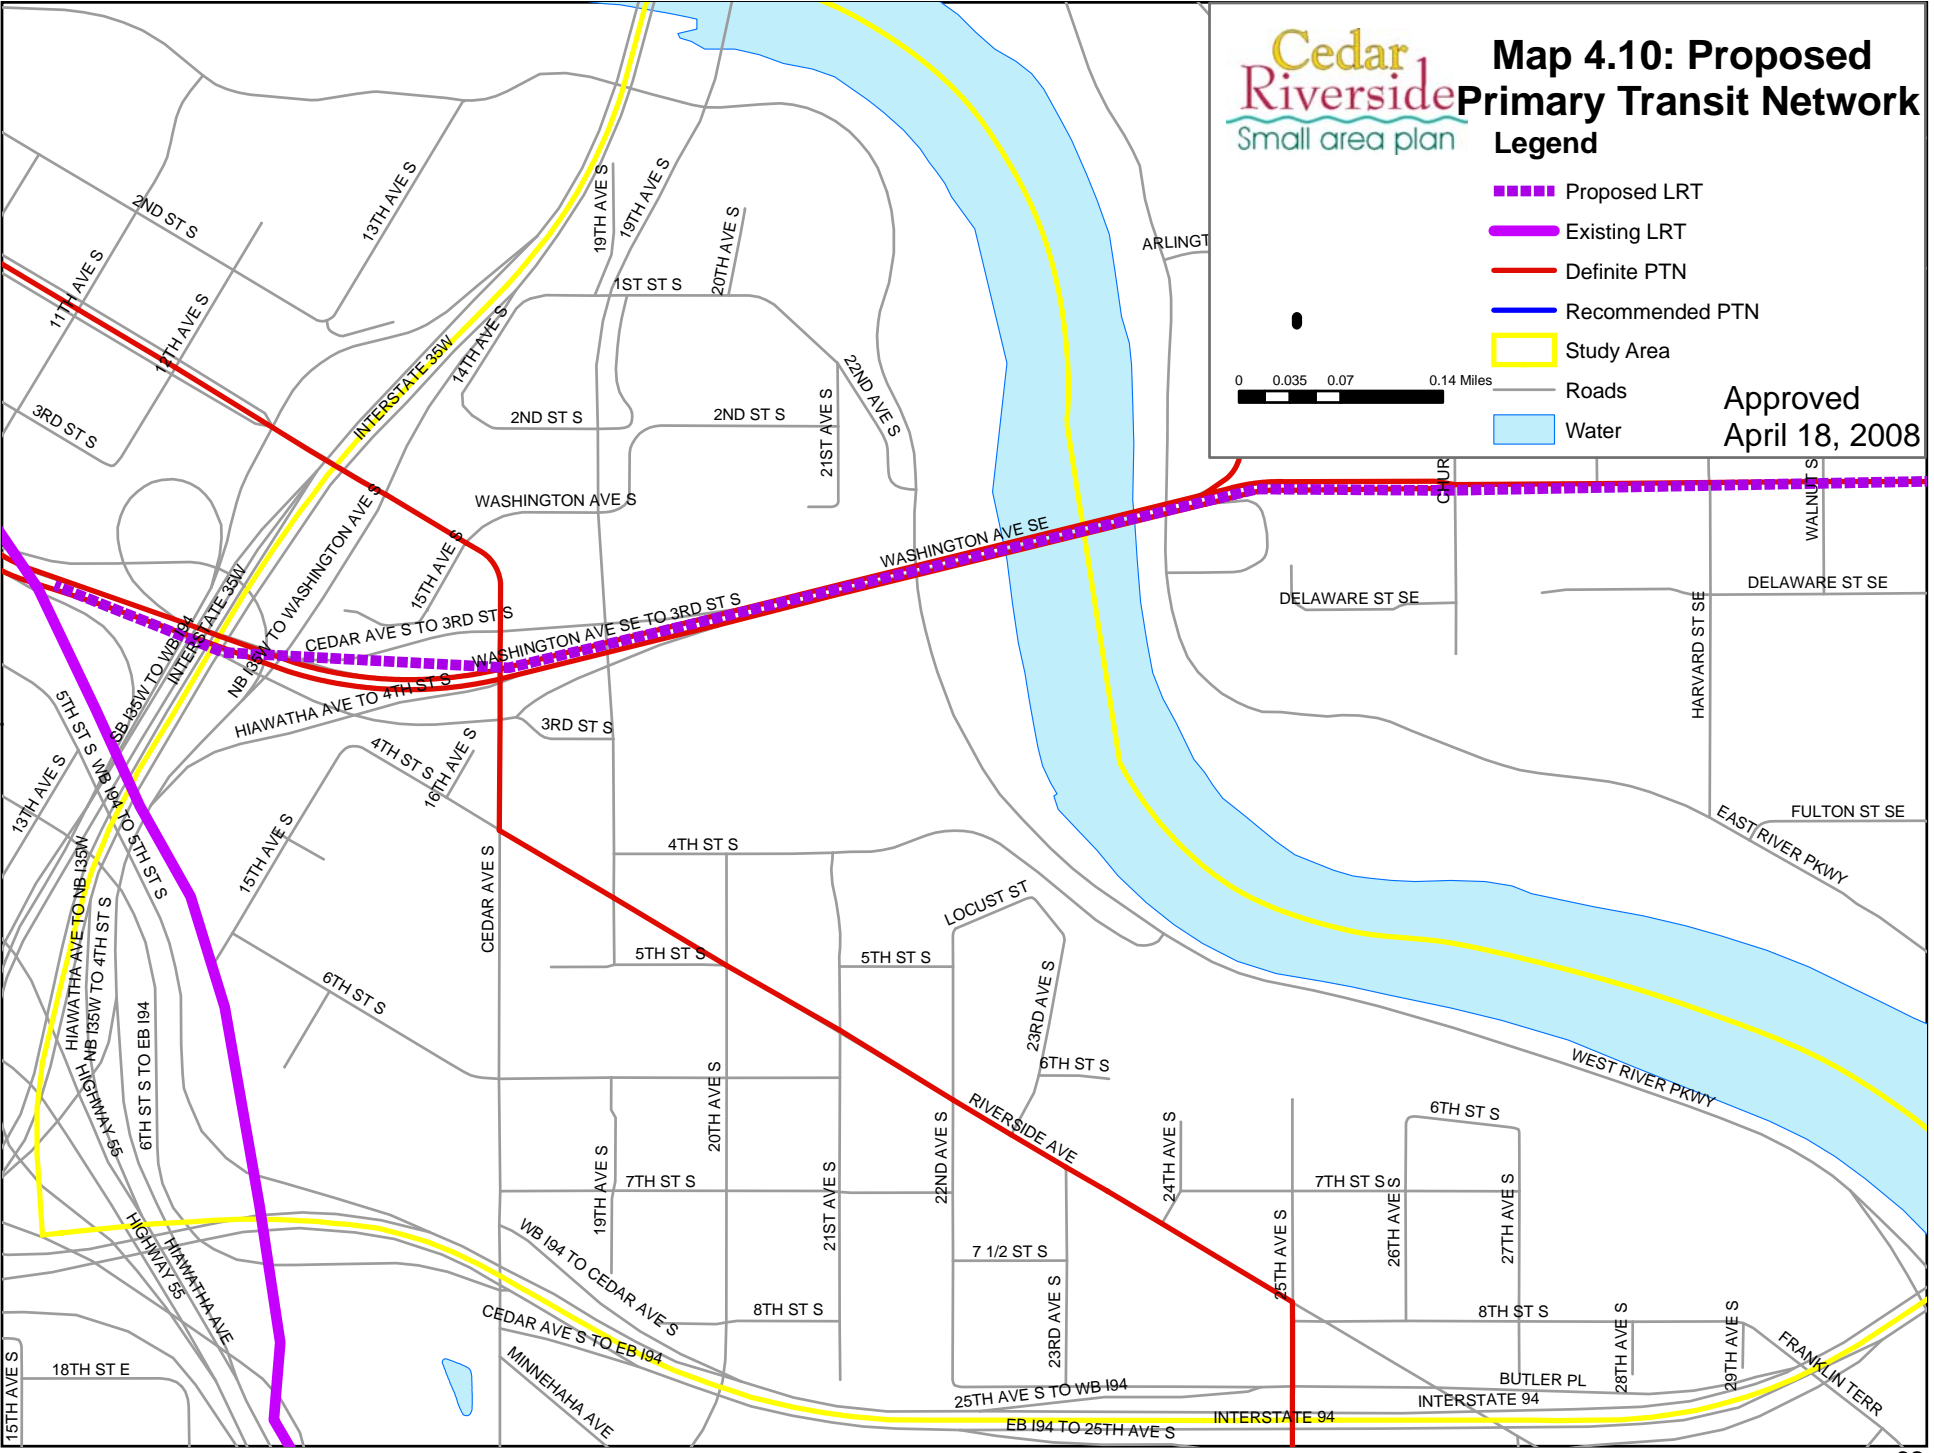 Cedar
Riverside
Small area plan
Map 4.10: Proposed
Primary Transit Network
Legend
Proposed LRT
Existing LRT
Definite PTN
Recommended PTN
Study Area
Roads
Water
0 0.035 0.07 0.14 Miles
Approved
April 18, 2008
2ND ST S
13TH AVE S
19TH AVE S
19TH AVE S
20TH AVE S
ARLINGT
11TH AVE S
12TH AVE S
1ST ST S
14TH AVE S
INTERSTATE 35W
22ND AVE S
3RD ST S
2ND ST S
2ND ST S
21ST AVE S
CHUR
WALNUT S
WASHINGTON AVE S
WASHINGTON AVE SE
15TH AVE S
NB I35W TO WASHINGTON AVE S
INTERSTATE 35W
SB I35W TO WB I94
CEDAR AVE S TO 3RD ST S
WASHINGTON AVE SE TO 3RD ST S
DELAWARE ST SE
DELAWARE ST SE
HARVARD ST SE
HIAWATHA AVE TO 4TH ST S
3RD ST S
5TH ST S
WB I94 TO 5TH ST S
13TH AVE S
4TH ST S
16TH AVE S
15TH AVE S
CEDAR AVE S
4TH ST S
FULTON ST SE
EAST RIVER PKWY
HIAWATHA AVE TO NB I35W
NB I35W TO 4TH ST S
LOCUST ST
5TH ST S
5TH ST S
6TH ST S
23RD AVE S
6TH ST S
6TH ST S TO EB I94
HIGHWAY 55
20TH AVE S
22ND AVE S
RIVERSIDE AVE
WEST RIVER PKWY
6TH ST S
24TH AVE S
19TH AVE S
7TH ST S
21ST AVE S
7TH ST S
25TH AVE S
26TH AVE S
27TH AVE S
HIGHWAY 55
HIAWATHA AVE
WB I94 TO CEDAR AVE S
7 1/2 ST S
23RD AVE S
8TH ST S
8TH ST S
28TH AVE S
29TH AVE S
FRANKLIN TERR
CEDAR AVE S TO EB I94
MINNEHAHA AVE
15TH AVE S
18TH ST E
25TH AVE S TO WB I94
BUTLER PL
INTERSTATE 94
INTERSTATE 94
EB I94 TO 25TH AVE S